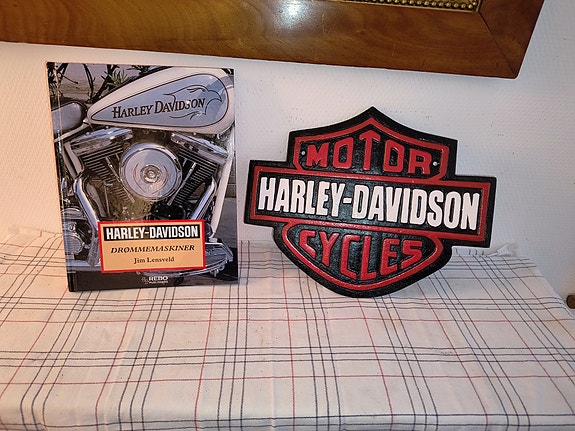 HARLEY DAVIDSON
HARLEY-DAVIDSON
DRØMMEMASKINER
Jim Lensveld
REBO
MOTOR
HARLEY-DAVIDSON
CYCLES